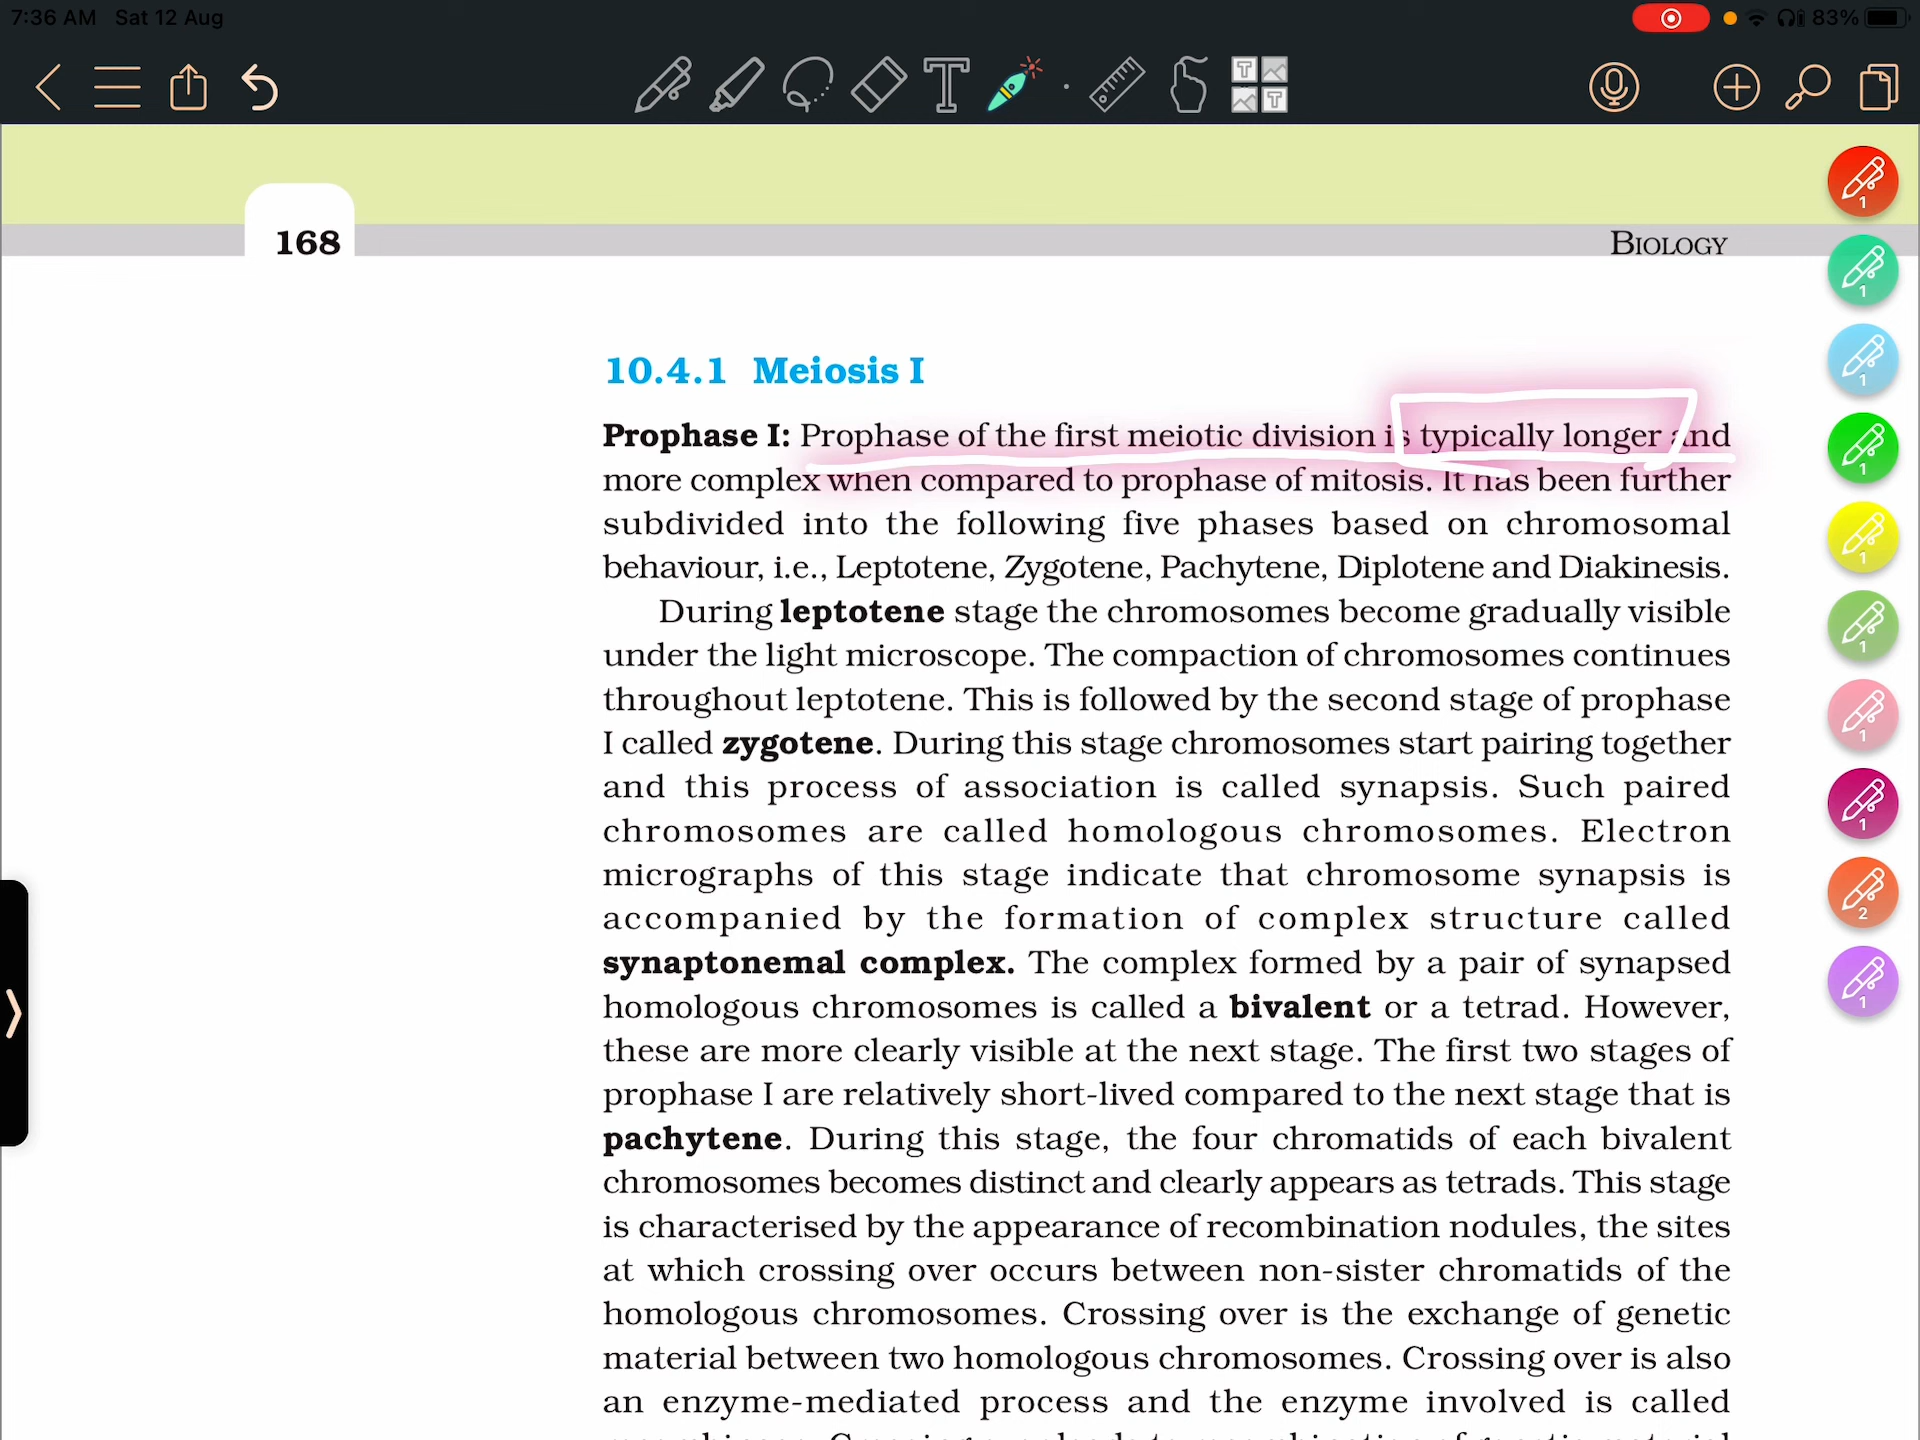 7:36 AM Sat 12 Aug
83%
168
BIOLOGY
10.4.1 Meiosis I
Prophase I: Prophase of the first meiotic division is typically longer and
more complex when compared to prophase of mitosis. It has been further
subdivided into the following five phases based on chromosomal
behaviour, i.e., Leptotene, Zygotene, Pachytene, Diplotene and Diakinesis.
During leptotene stage the chromosomes become gradually visible
under the light microscope. The compaction of chromosomes continues
throughout leptotene. This is followed by the second stage of prophase
I called zygotene. During this stage chromosomes start pairing together
and this process of association is called synapsis. Such paired
chromosomes are called homologous chromosomes. Electron
micrographs of this stage indicate that chromosome synapsis is
accompanied by the formation of complex structure called
synaptonemal complex. The complex formed by a pair of synapsed
homologous chromosomes is called a bivalent or a tetrad. However,
these are more clearly visible at the next stage. The first two stages of
prophase I are relatively short-lived compared to the next stage that is
pachytene. During this stage, the four chromatids of each bivalent
chromosomes becomes distinct and clearly appears as tetrads. This stage
is characterised by the appearance of recombination nodules, the sites
at which crossing over occurs between non-sister chromatids of the
homologous chromosomes. Crossing over is the exchange of genetic
material between two homologous chromosomes. Crossing over is also
an enzyme-mediated process and the enzyme involved is called
T
T
T
1
1
1
1
1
1
1
1
2
1